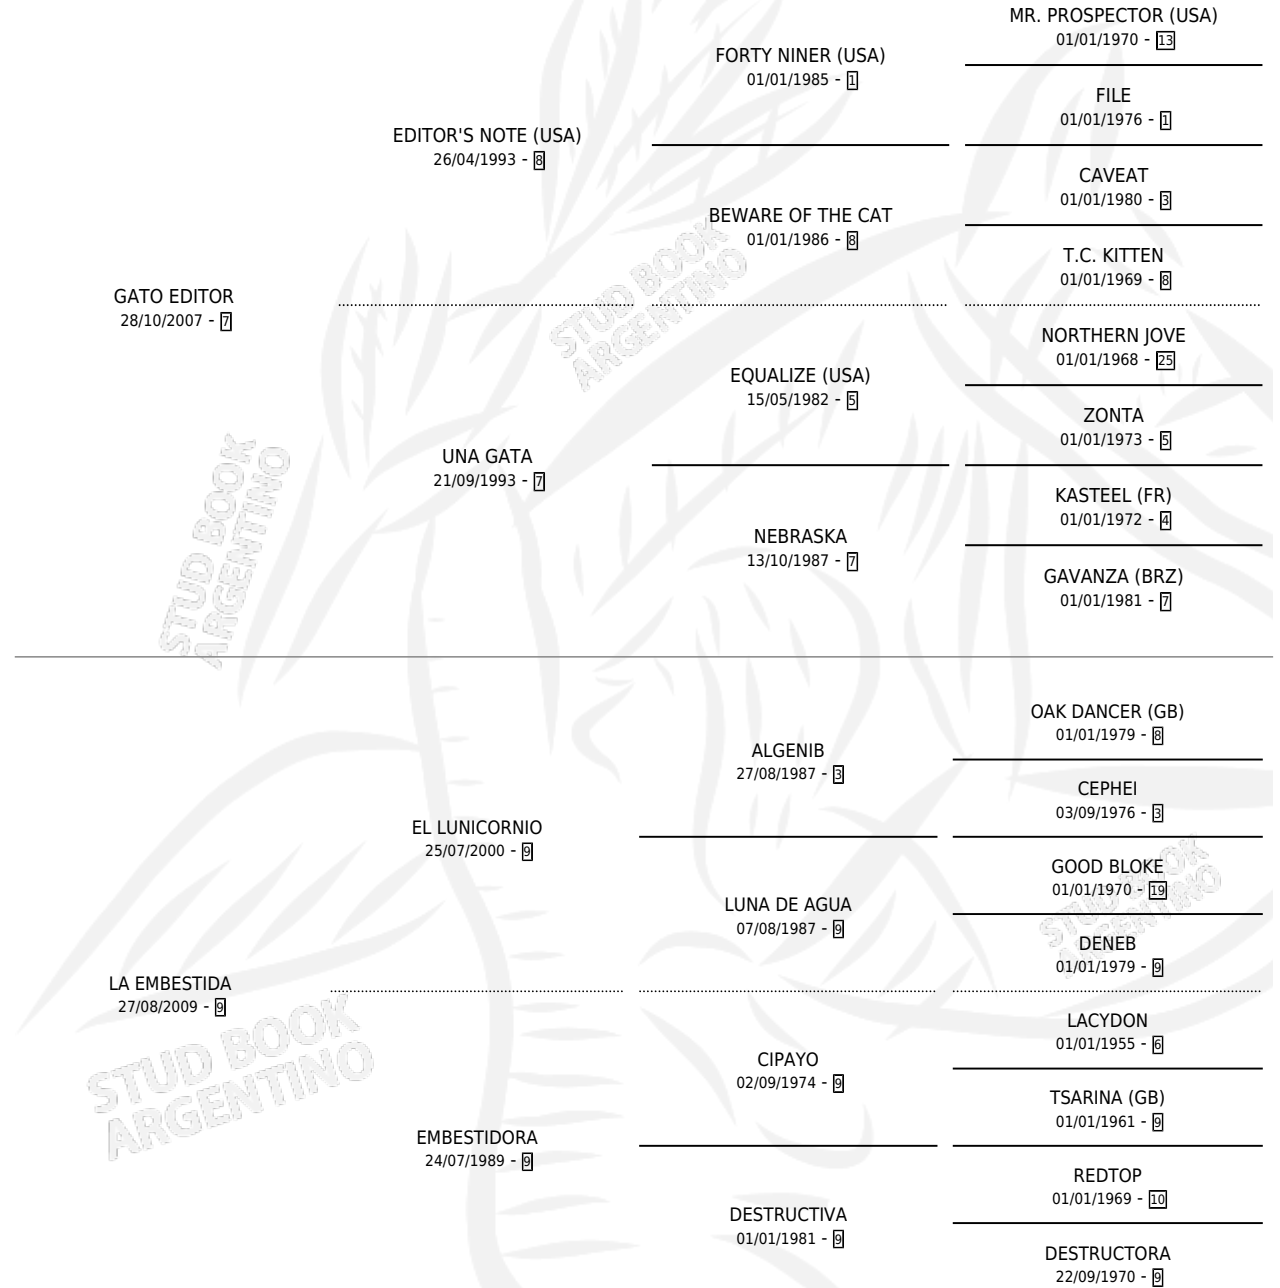 MR. PROSPECTOR (USA)
01/01/1970 - 13
FORTY NINER (USA)
01/01/1985 - 1
FILE
01/01/1976 - 1
EDITOR'S NOTE (USA)
26/04/1993 - 8
CAVEAT
01/01/1980 - 3
BEWARE OF THE CAT
01/01/1986 - 8
T.C. KITTEN
01/01/1969 - 8
GATO EDITOR
28/10/2007 - 7
NORTHERN JOVE
01/01/1968 - 25
EQUALIZE (USA)
15/05/1982 - 5
ZONTA
01/01/1973 - 5
UNA GATA
21/09/1993 - 7
KASTEEL (FR)
01/01/1972 - 4
NEBRASKA
13/10/1987 - 7
GAVANZA (BRZ)
01/01/1981 - 7
STUD BOOK
ARGENTINO
STUD BOOK
ARGENTINO
OAK DANCER (GB)
01/01/1979 - 8
ALGENIB
27/08/1987 - 3
CEPHEI
03/09/1976 - 3
EL LUNICORNIO
25/07/2000 - 9
GOOD BLOKE
01/01/1970 - 19
LUNA DE AGUA
07/08/1987 - 9
DENEB
01/01/1979 - 9
LA EMBESTIDA
27/08/2009 - 9
LACYDON
01/01/1955 - 6
CIPAYO
02/09/1974 - 9
TSARINA (GB)
01/01/1961 - 9
EMBESTIDORA
24/07/1989 - 9
REDTOP
01/01/1969 - 10
DESTRUCTIVA
01/01/1981 - 9
DESTRUCTORA
22/09/1970 - 9
STUD BOOK
ARGENTINO
STUD BOOK
ARGENTINO